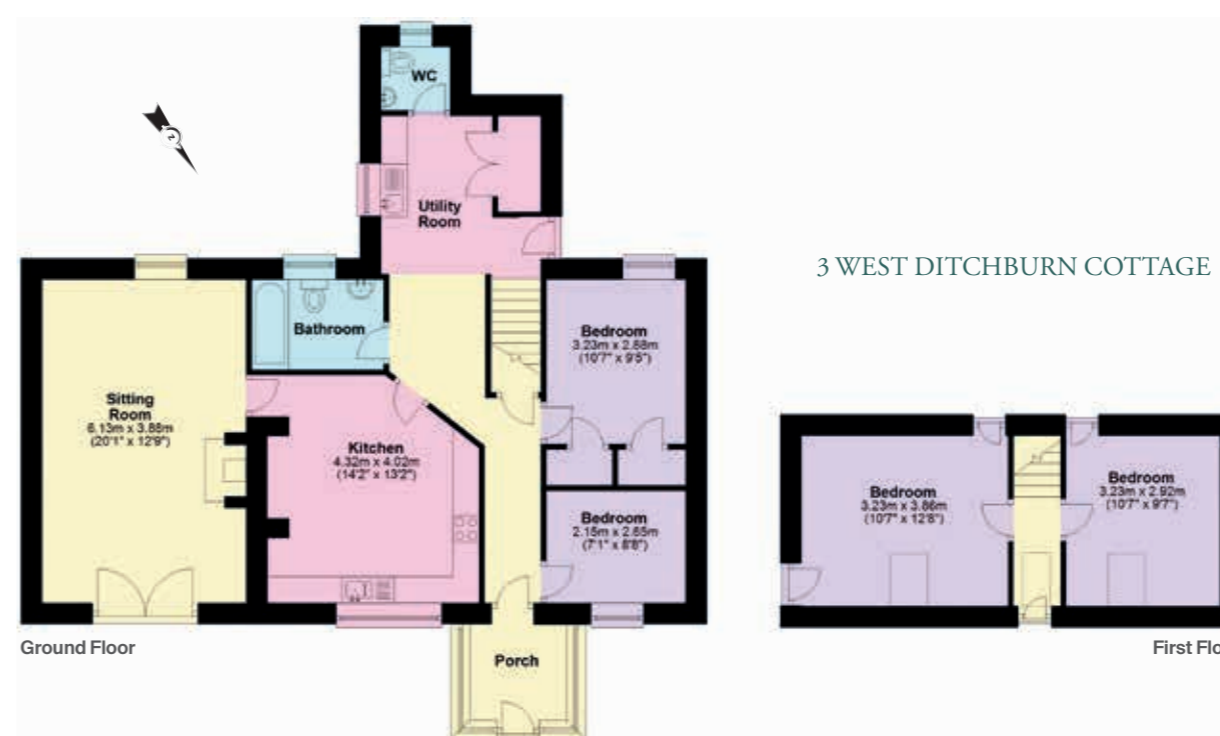 WC
Utility
Room
3 WEST DITCHBURN COTTAGE
Bathroom
Bedroom
3.23m x 2.88m
(10'7" x 9'5")
Sitting
Room
6.13m x 3.88m
(20'1" x 12'9")
Kitchen
4.32m x 4.02m
(14'2" x 13'2")
Bedroom
2.15m x 2.65m
(7'1" x 8'8")
Bedroom
3.23m x 3.86m
(10'7" x 12'8")
Bedroom
3.23m x 2.92m
(10'7" x 9'7")
Ground Floor
Porch
First Flo